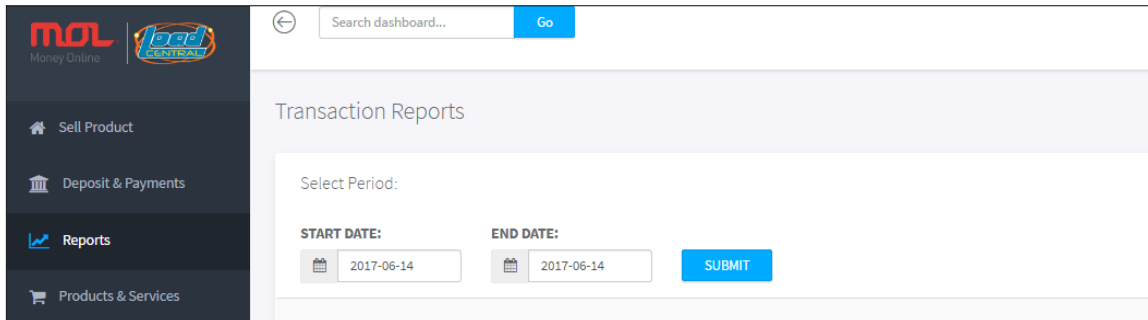 MOL
Money Online
load
CENTRAL
Search dashboard...
Go
Sell Product
Deposit & Payments
Reports
Products & Services
Transaction Reports
Select Period:
START DATE: END DATE:
2017-06-14 2017-06-14 SUBMIT